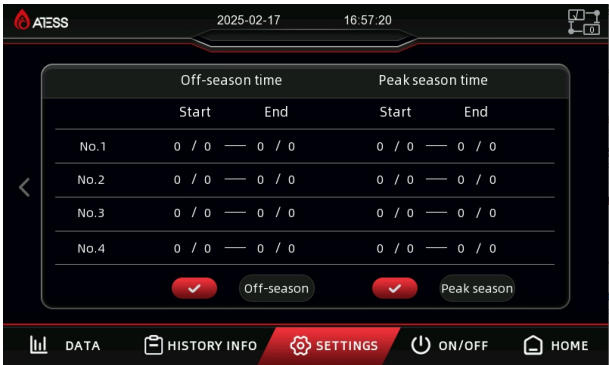 ATESS 2025-02-17 16:57:20
Off-season time Peak season time
Start End Start End
No.1 0 / 0 — 0 / 0 0 / 0 — 0 / 0
No.2 0 / 0 — 0 / 0 0 / 0 — 0 / 0
No.3 0 / 0 — 0 / 0 0 / 0 — 0 / 0
No.4 0 / 0 — 0 / 0 0 / 0 — 0 / 0
Off-season Peak season
DATA HISTORY INFO SETTINGS ON/OFF HOME